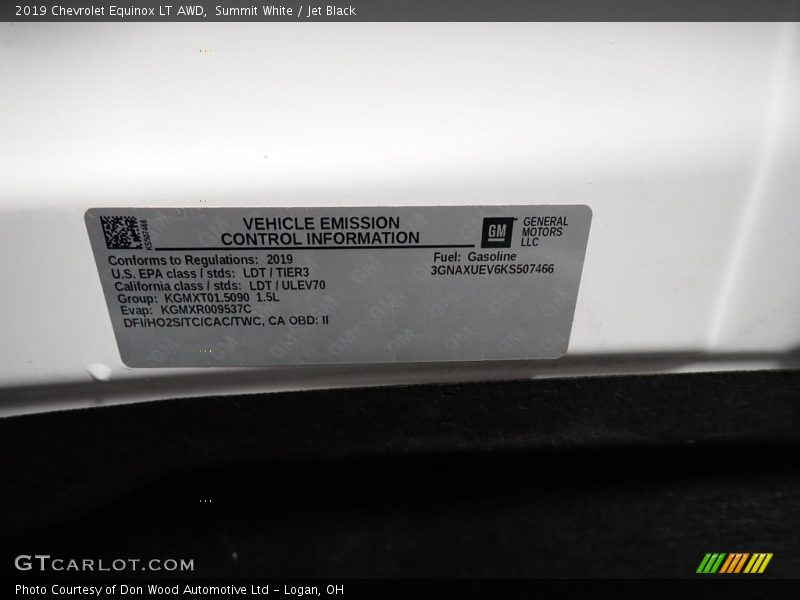 2019 Chevrolet Equinox LT AWD,  Summit White / Jet Black
KS507466
VEHICLE EMISSION
CONTROL INFORMATION
GM
GENERAL
MOTORS
LLC
Conforms to Regulations:  2019
U.S. EPA class / stds:  LDT / TIER3
California class / stds:  LDT / ULEV70
Group:  KGMXT01.5090  1.5L
Evap:  KGMXR009537C
DFI/HO2S/TC/CAC/TWC, CA OBD: II
Fuel:  Gasoline
3GNAXUEV6KS507466
GTCARLOT.COM
Photo Courtesy of Don Wood Automotive Ltd - Logan, OH